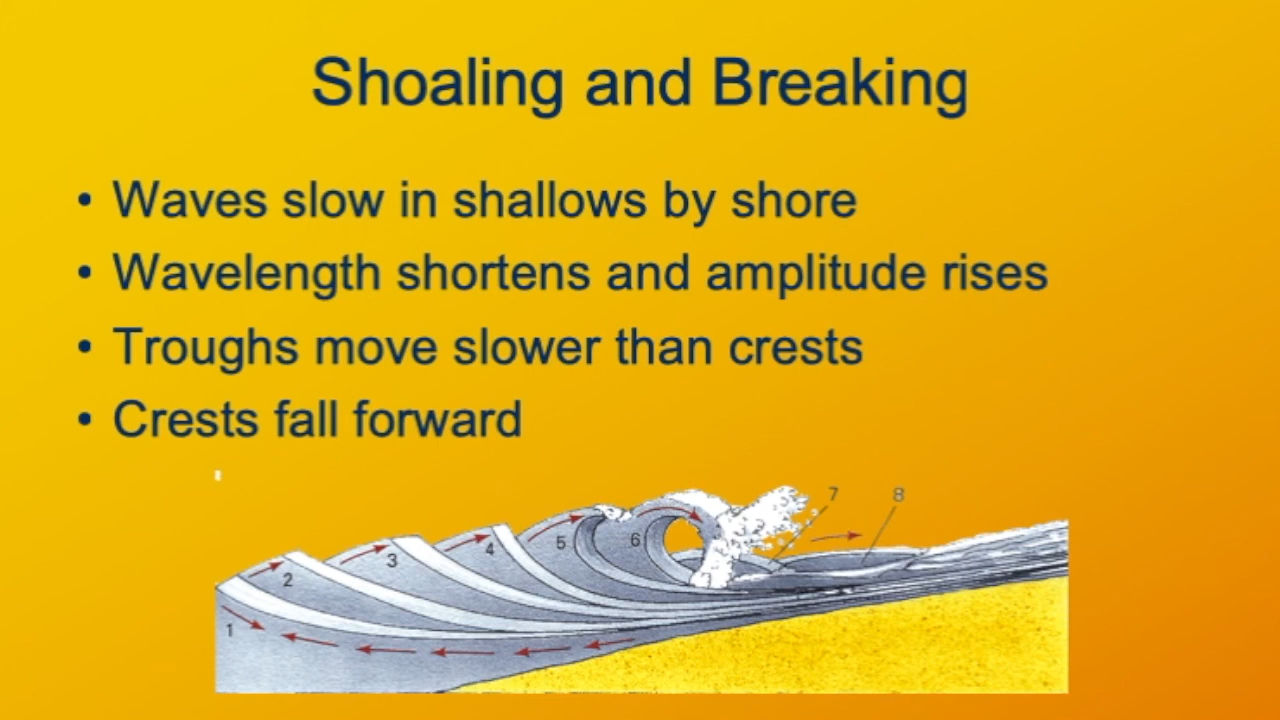 Shoaling and Breaking
• Waves slow in shallows by shore
• Wavelength shortens and amplitude rises
• Troughs move slower than crests
• Crests fall forward
1
2
3
4
5
6
7
8